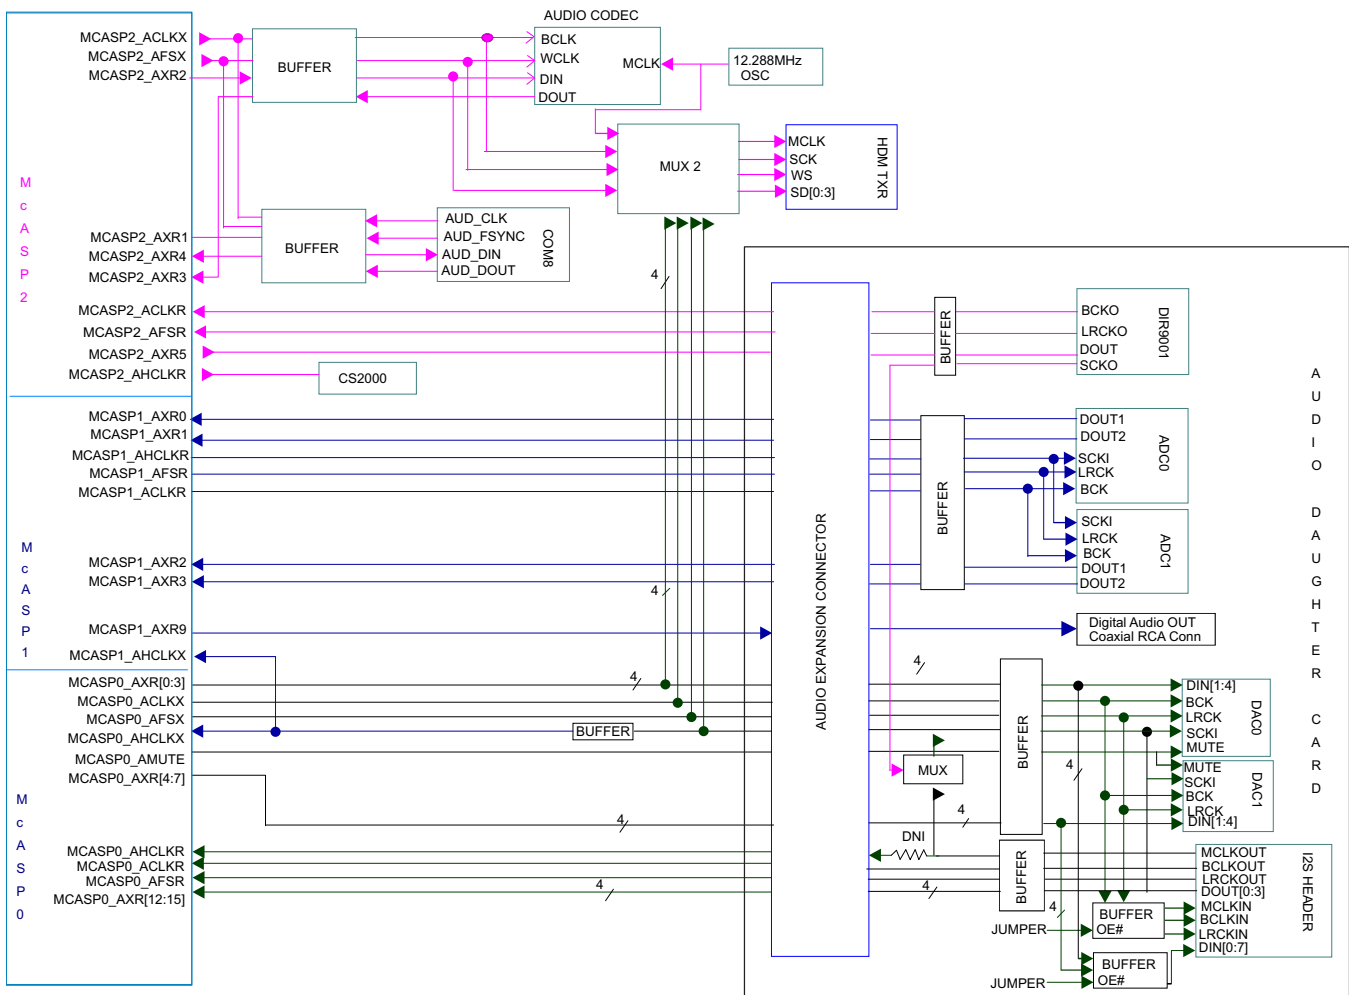 AUDIO CODEC
MCASP2_ACLKX
MCASP2_AFSX
MCASP2_AXR2
BUFFER
BCLK
WCLK
DIN
DOUT
MCLK
12.288MHz
OSC
MUX 2
MCLK
SCK
WS
SD[0:3]
HDM TXR
McASP2
MCASP2_AXR1
MCASP2_AXR4
MCASP2_AXR3
BUFFER
AUD_CLK
AUD_FSYNC
AUD_DIN
AUD_DOUT
COM8
4
MCASP2_ACLKR
MCASP2_AFSR
MCASP2_AXR5
MCASP2_AHCLKR
CS2000
BUFFER
BCKO
LRCKO
DOUT
SCKO
DIR9001
AUDIO DAUGHTER CARD
McASP1
MCASP1_AXR0
MCASP1_AXR1
MCASP1_AHCLKR
MCASP1_AFSR
MCASP1_ACLKR
AUDIO EXPANSION CONNECTOR
BUFFER
DOUT1
DOUT2
SCKI
LRCK
BCK
ADC0
SCKI
LRCK
BCK
DOUT1
DOUT2
ADC1
MCASP1_AXR2
MCASP1_AXR3
4
MCASP1_AXR9
MCASP1_AHCLKX
Digital Audio OUT
Coaxial RCA Conn
McASP0
MCASP0_AXR[0:3]
MCASP0_ACLKX
MCASP0_AFSX
MCASP0_AHCLKX
MCASP0_AMUTE
MCASP0_AXR[4:7]
4
BUFFER
4
4
BUFFER
MUX
4
4
DIN[1:4]
BCK
LRCK
SCKI
MUTE
DAC0
MUTE
SCKI
BCK
LRCK
DIN[1:4]
DAC1
MCASP0_AHCLKR
MCASP0_ACLKR
MCASP0_AFSR
MCASP0_AXR[12:15]
4
DNI
4
BUFFER
4
MCLKOUT
BCLKOUT
LRCKOUT
DOUT[0:3]
MCLKIN
BCLKIN
LRCKIN
DIN[0:7]
I2S HEADER
JUMPER
BUFFER
OE#
JUMPER
BUFFER
OE#